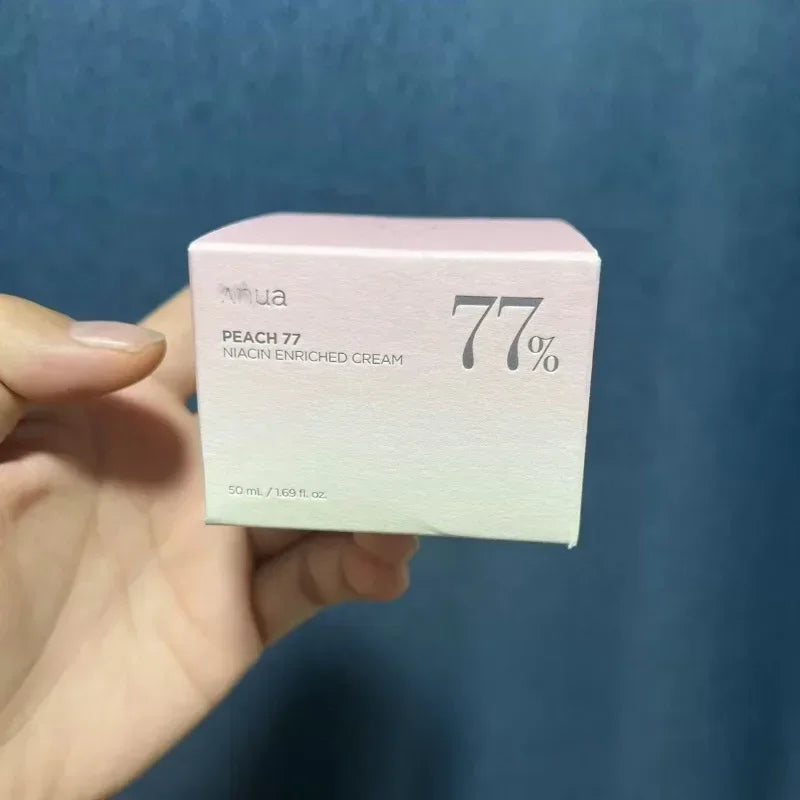 Anua
77%
PEACH 77
NIACIN ENRICHED CREAM
50 mL / 1.69 fl. oz.